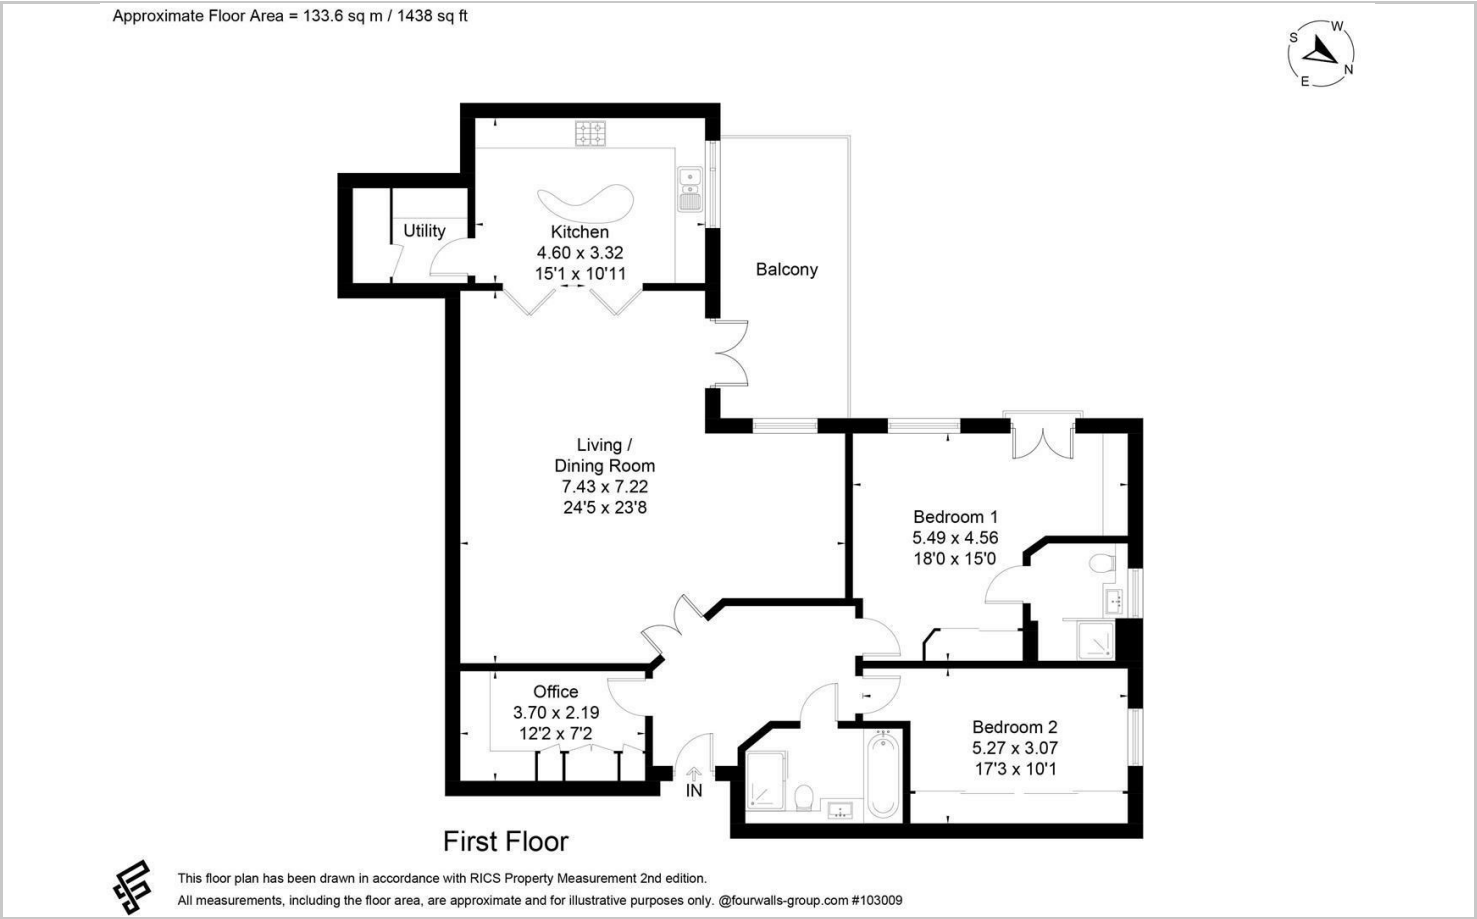 Approximate Floor Area = 133.6 sq m / 1438 sq ft
S
W
E
N
Utility
Kitchen
4.60 x 3.32
15'1 x 10'11
Balcony
Living /
Dining Room
7.43 x 7.22
24'5 x 23'8
Bedroom 1
5.49 x 4.56
18'0 x 15'0
Office
3.70 x 2.19
12'2 x 7'2
Bedroom 2
5.27 x 3.07
17'3 x 10'1
IN
First Floor
This floor plan has been drawn in accordance with RICS Property Measurement 2nd edition.
All measurements, including the floor area, are approximate and for illustrative purposes only. @fourwalls-group.com #103009